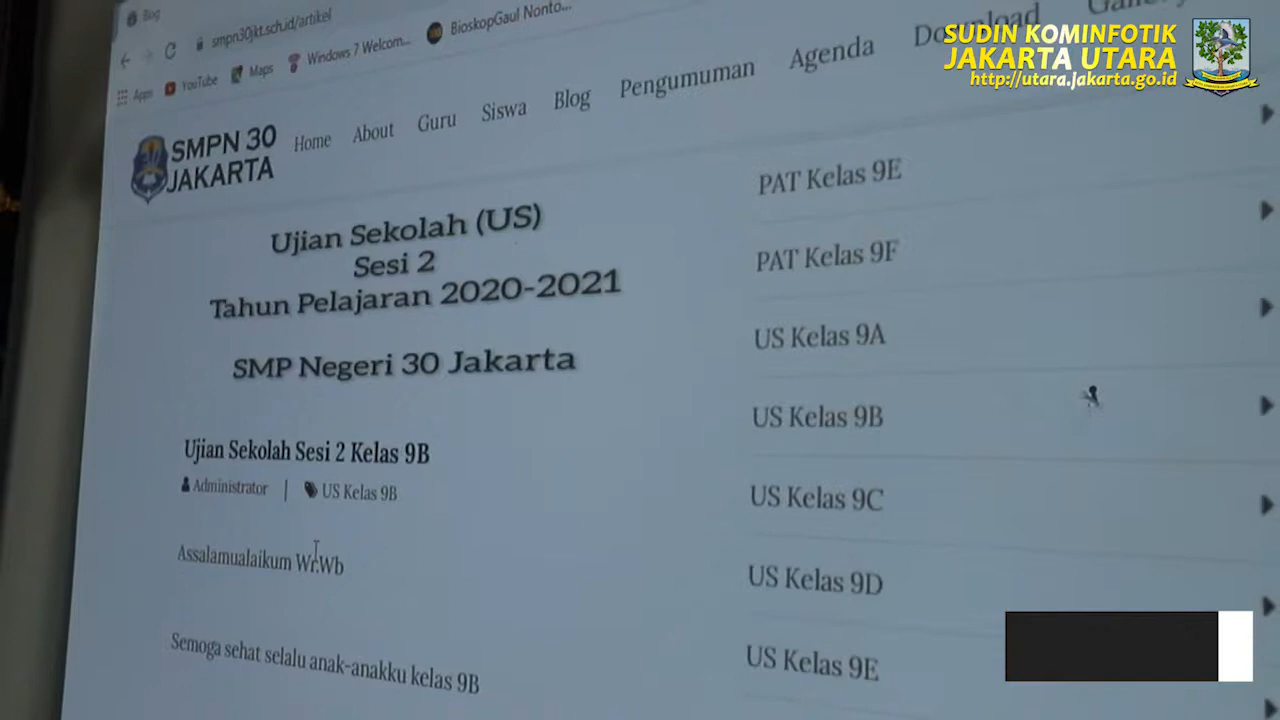 Blog
smpn30jkt.sch.id/artikel
Apps YouTube Maps Windows 7 Welcom... BioskopGaul Nonto...
SUDIN KOMINFOTIK
JAKARTA UTARA
http://utara.jakarta.go.id
SMPN 30
JAKARTA
Home About Guru Siswa Blog Pengumuman Agenda Download
Ujian Sekolah (US)
Sesi 2
Tahun Pelajaran 2020-2021
SMP Negeri 30 Jakarta
Ujian Sekolah Sesi 2 Kelas 9B
Administrator | US Kelas 9B
Assalamualaikum Wr.Wb
Semoga sehat selalu anak-anakku kelas 9B
PAT Kelas 9E
PAT Kelas 9F
US Kelas 9A
US Kelas 9B
US Kelas 9C
US Kelas 9D
US Kelas 9E